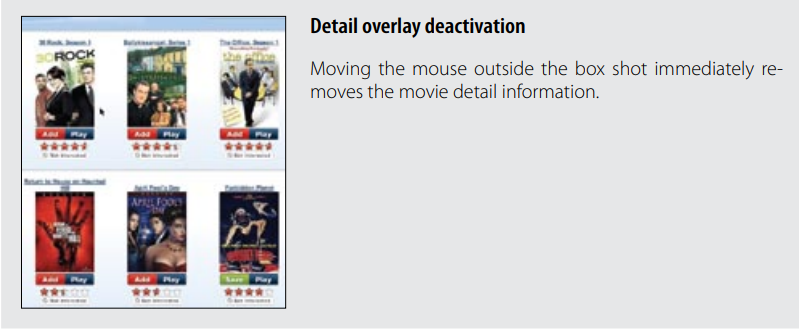 Detail overlay deactivation
Moving the mouse outside the box shot immediately re-
moves the movie detail information.
30 Rock, Season 1
Ballykissangel, Series 1
The Office, Season 1
30ROCK
the office
Add Play
Add Play
Add Play
Not Interested
Not Interested
Not Interested
Return to House on Haunted
Hill
April Fool's Day
Forbidden Planet
APRIL FOOL'S
DAY
Add Play
Add Play
Save Play
Not Interested
Not Interested
Not Interested